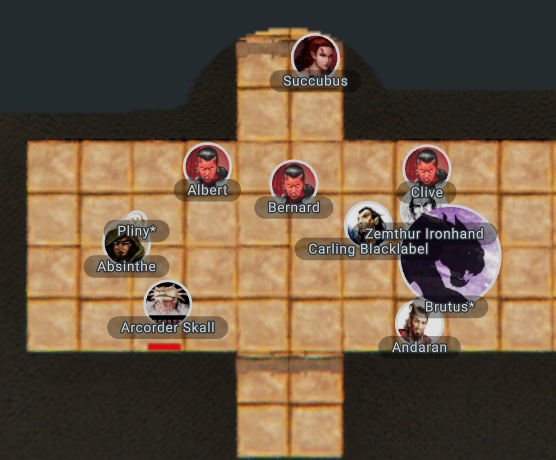 Succubus
Albert
Clive
Bernard
Pliny*
Zemthur Ironhand
Carling Blacklabel
Absinthe
Brutus*
Arcorder Skall
Andaran